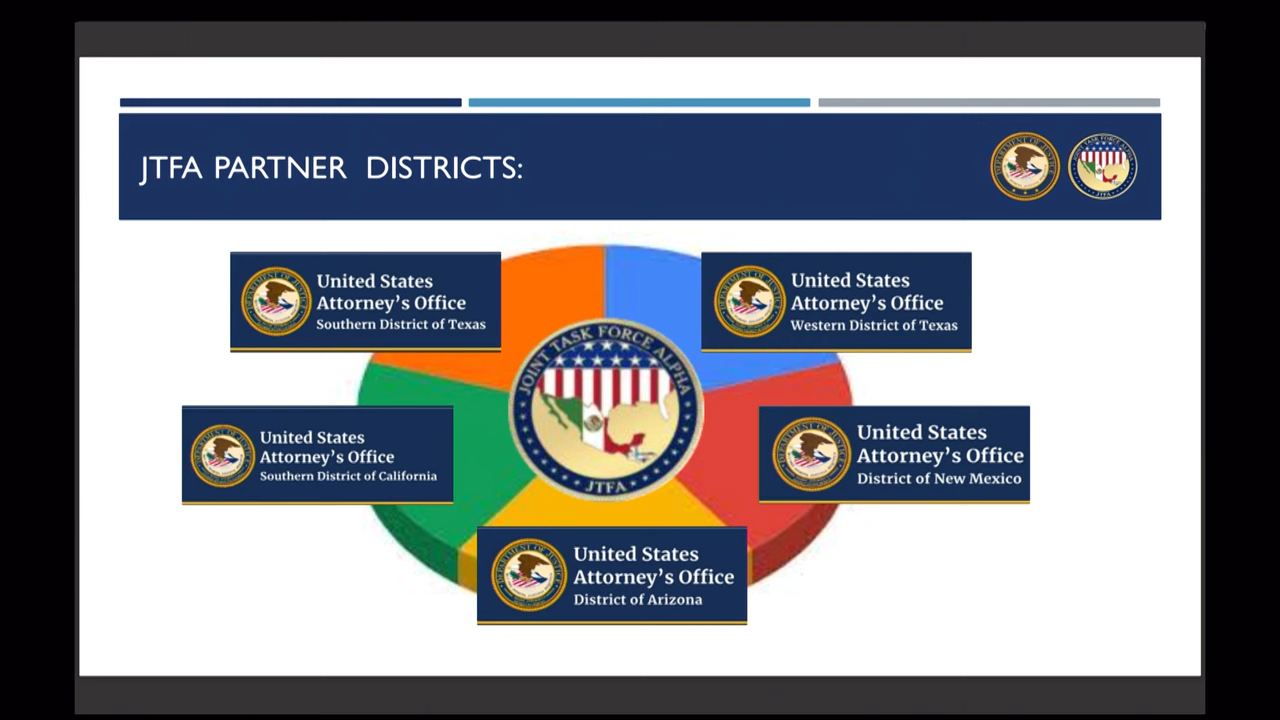 JTFA PARTNER DISTRICTS:
United States
Attorney's Office
Southern District of Texas
United States
Attorney's Office
Western District of Texas
JOINT TASK FORCE ALPHA
JTFA
United States
Attorney's Office
Southern District of California
United States
Attorney's Office
District of New Mexico
United States
Attorney's Office
District of Arizona